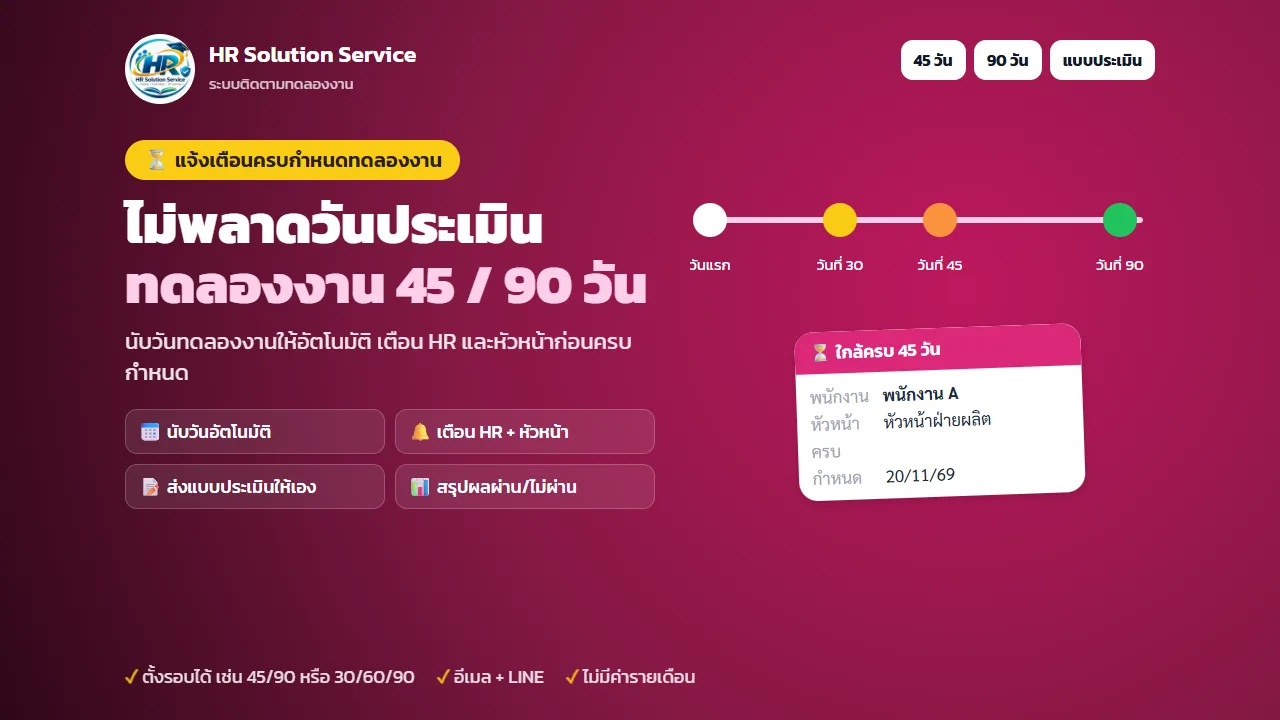 HR
HR Solution Service
HR Solution Service
ระบบติดตามทดลองงาน
45 วัน
90 วัน
แบบประเมิน
⏳ แจ้งเตือนครบกำหนดทดลองงาน
ไม่พลาดวันประเมิน
ทดลองงาน 45 / 90 วัน
นับวันทดลองงานให้อัตโนมัติ เตือน HR และหัวหน้าก่อนครบ
กำหนด
นับวันอัตโนมัติ
เตือน HR + หัวหน้า
ส่งแบบประเมินให้เอง
สรุปผลผ่าน/ไม่ผ่าน
วันแรก
วันที่ 30
วันที่ 45
วันที่ 90
⏳ ใกล้ครบ 45 วัน
พนักงาน พนักงาน A
หัวหน้า หัวหน้าฝ่ายผลิต
ครบ
กำหนด 20/11/69
✓ ตั้งรอบได้ เช่น 45/90 หรือ 30/60/90
✓ อีเมล + LINE
✓ ไม่มีค่ารายเดือน